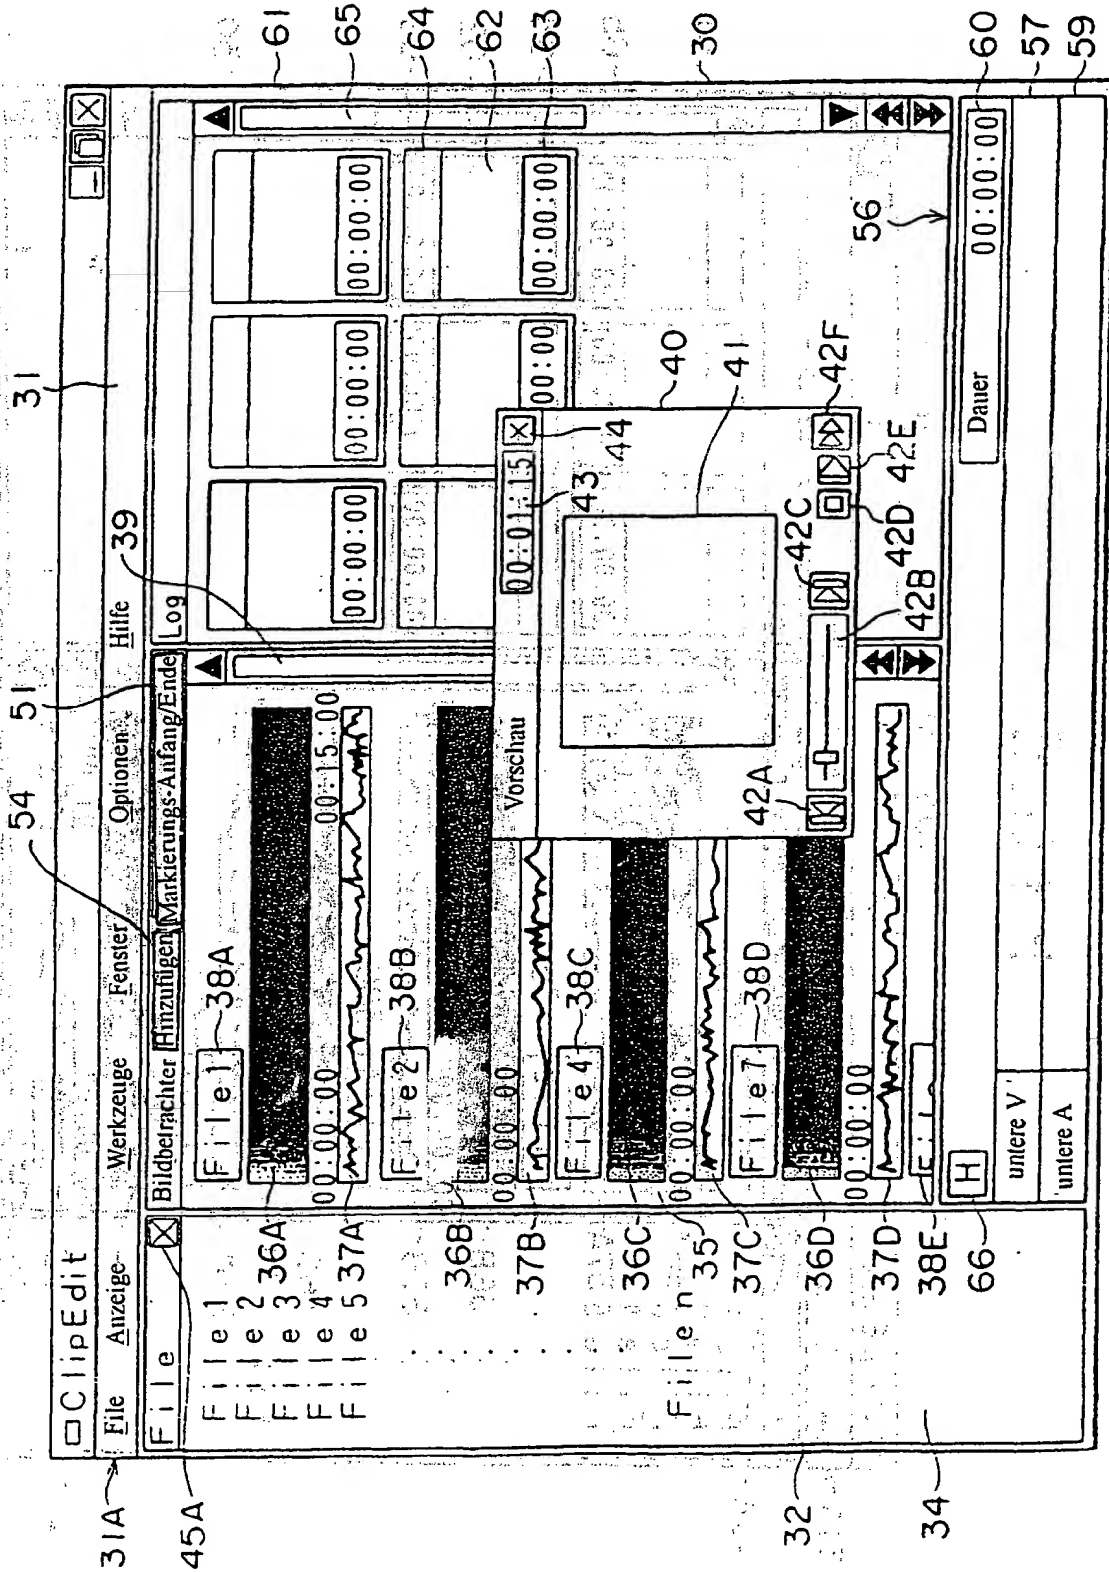 31
31A
ClipEdit
File Anzeige Werkzeuge Fenster Optionen Hilfe
54
51
39
45A
File
Bildbetrachter Hinzufügen Markierungs-Anfang/Ende
Log
File 1
File 2
File 3
File 4
File 5
File n
File 1
38A
36A
00:00:00
00:15:00
37A
File 2
38B
36B
00:00:00
37B
File 4
38C
36C
35
00:00:00
37C
File 7
38D
36D
00:00:00
37D
38E
00:00:00
00:00:00
00:00:00
00:00
00:00:00
61
65
64
62
63
30
Vorschau
00:01:15
43
44
40
41
42A
42B
42C
42D
42E
42F
56
66
H
Dauer
00:00:00
60
untere V
57
untere A
59
32
34